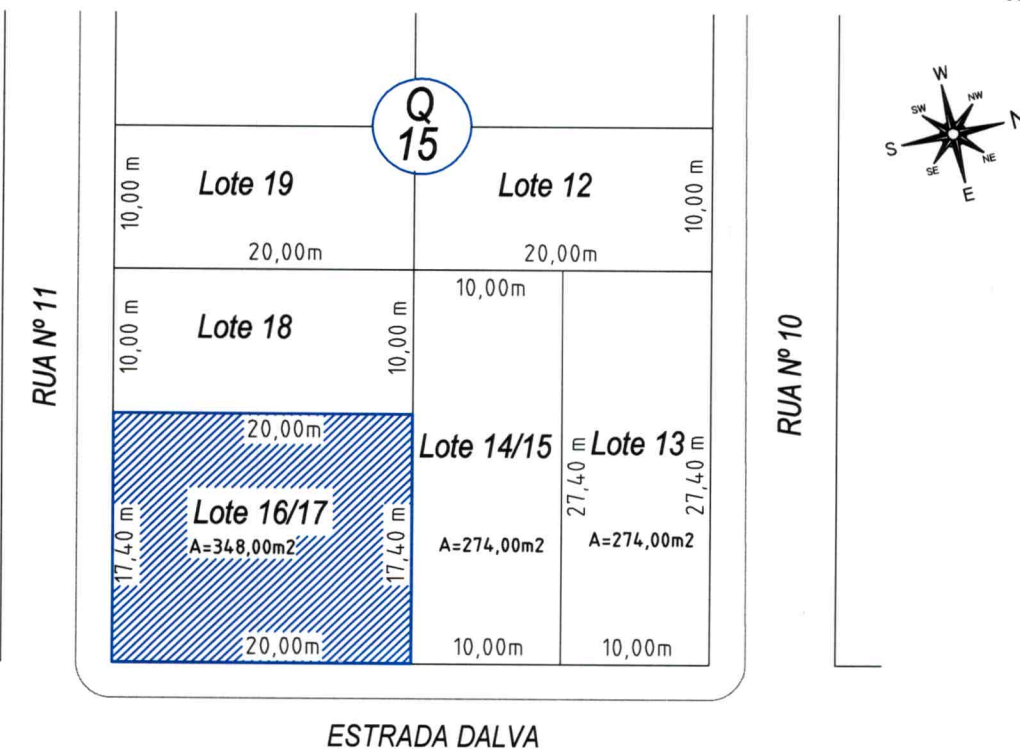 Q
15
W
NW
N
NE
E
SE
S
SW
Lote 19
10,00 m
20,00m
Lote 12
10,00 m
20,00m
Lote 18
10,00 m
10,00 m
10,00m
RUA Nº 11
RUA Nº 10
20,00m
Lote 16/17
A=348,00m2
17,40 m
17,40 m
20,00m
Lote 14/15
A=274,00m2
10,00m
27,40 m
Lote 13
27,40 m
A=274,00m2
10,00m
ESTRADA DALVA